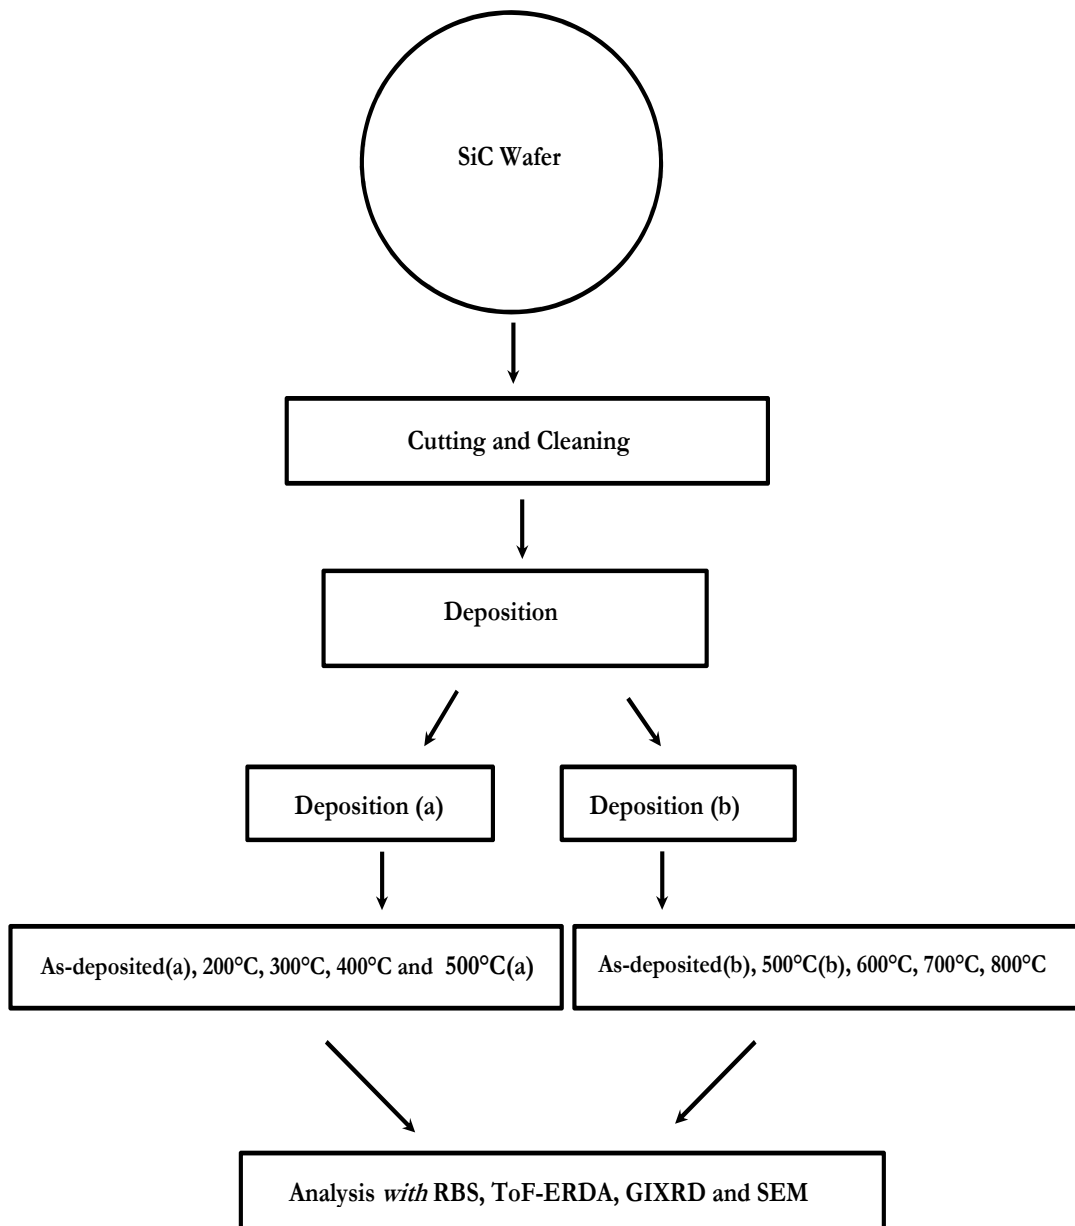 SiC Wafer
Cutting and Cleaning
Deposition
Deposition (a)
Deposition (b)
As-deposited(a), 200°C, 300°C, 400°C and 500°C(a)
As-deposited(b), 500°C(b), 600°C, 700°C, 800°C
Analysis with RBS, ToF-ERDA, GIXRD and SEM